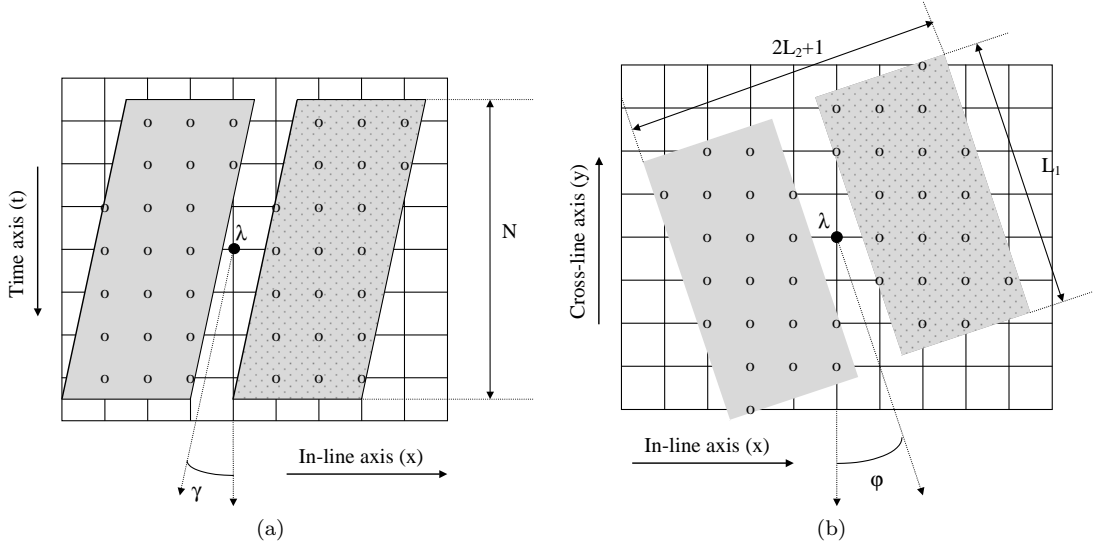 Time axis (t)
λ
N
γ
In-line axis (x)
(a)
2L₂+1
L₁
Cross-line axis (y)
λ
In-line axis (x)
φ
(b)